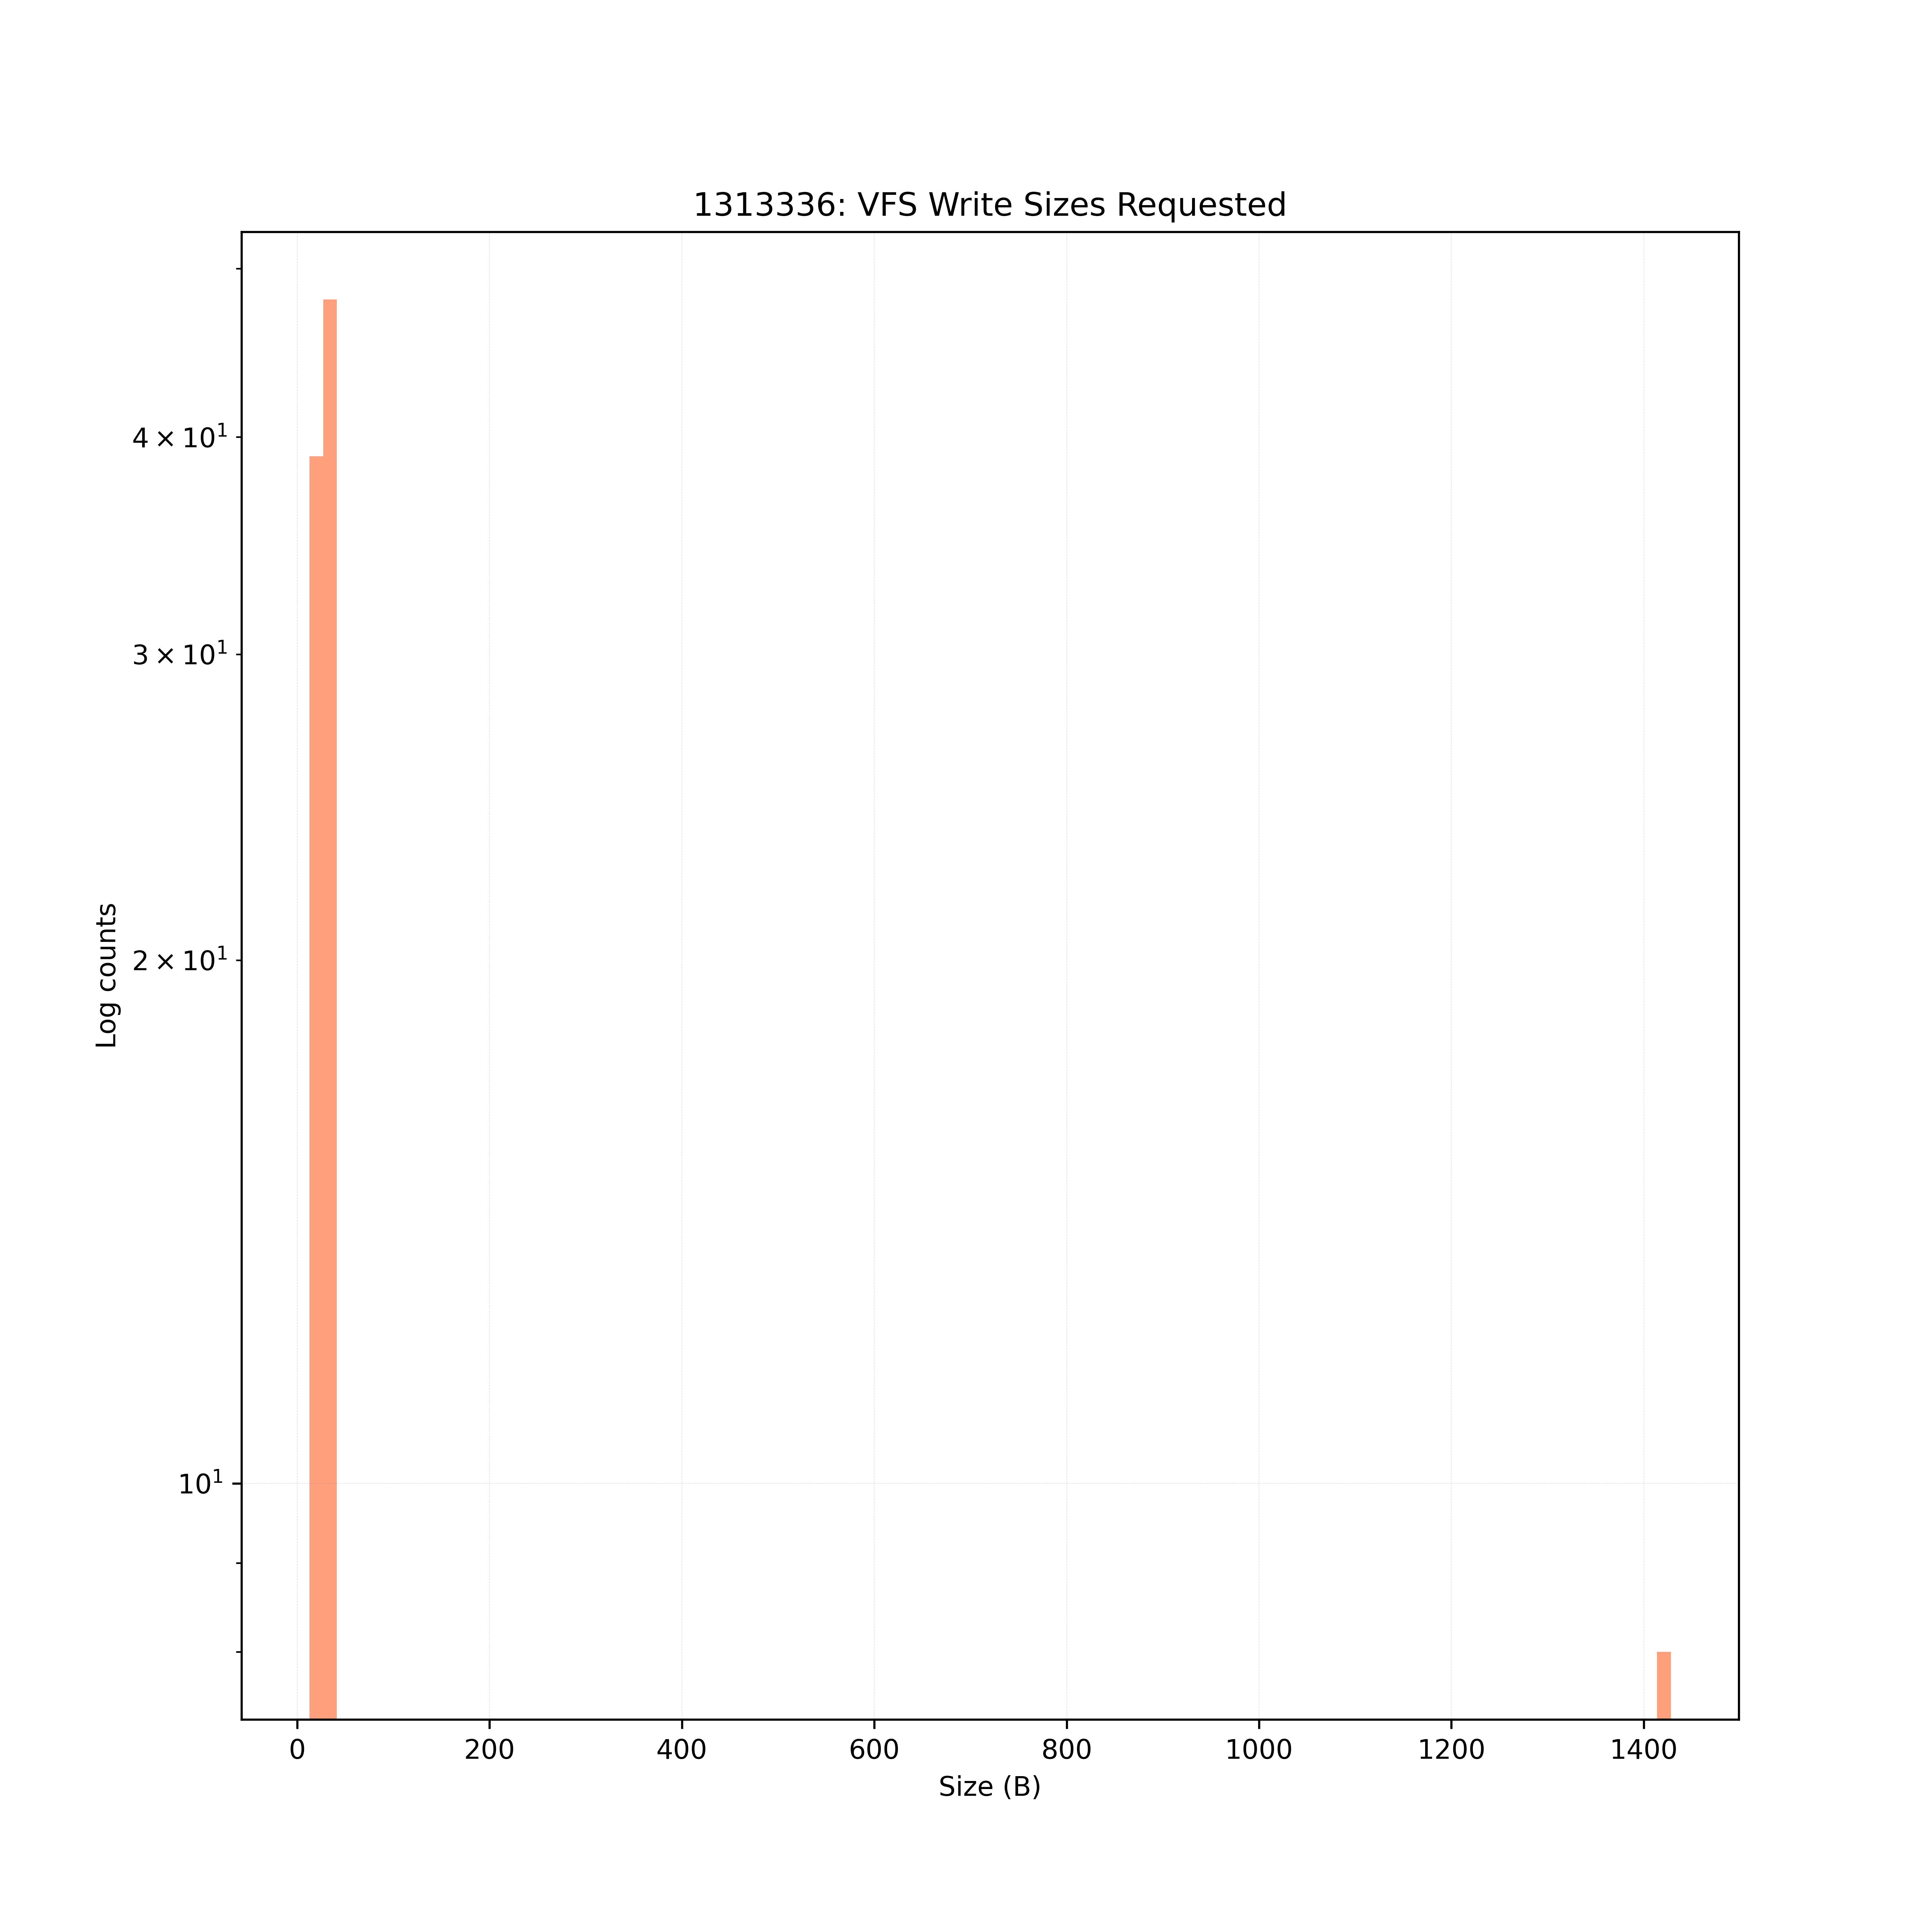 1313336: VFS Write Sizes Requested
4 × 10¹
3 × 10¹
2 × 10¹
10¹
Log counts
0 200 400 600 800 1000 1200 1400
Size (B)